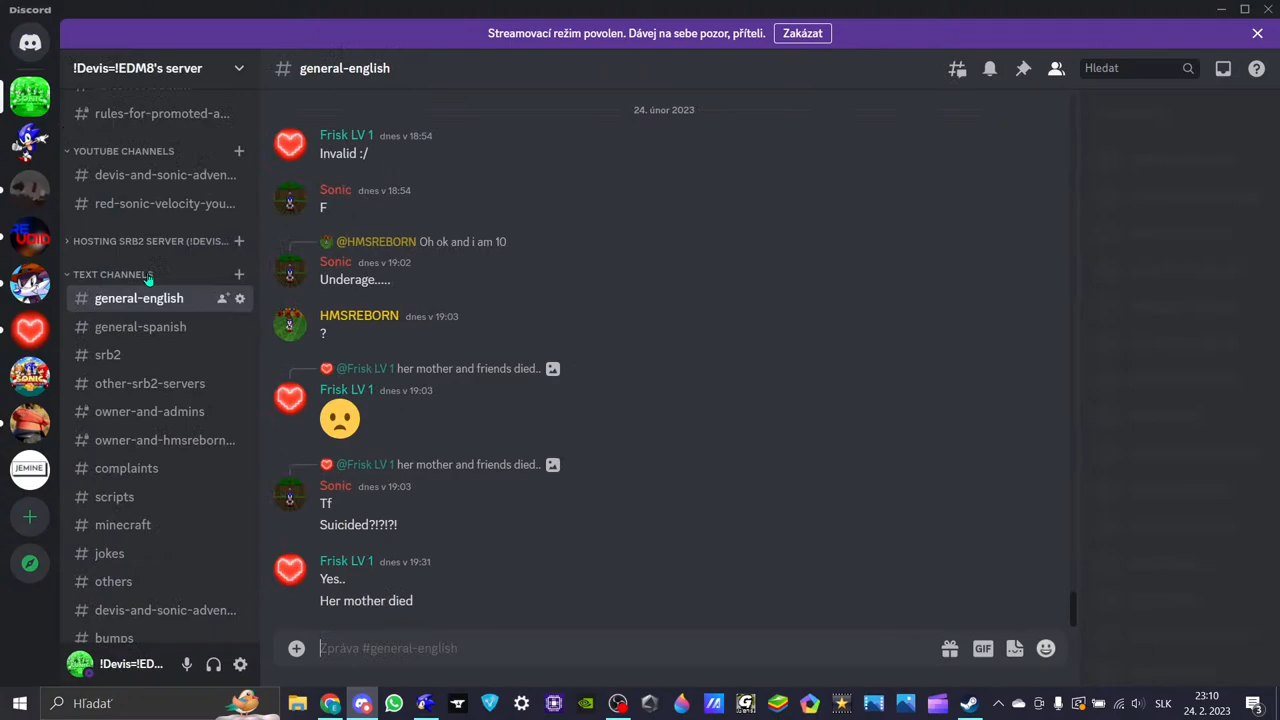 Discord
Streamovací režim povolen. Dávej na sebe pozor, příteli.
Zakázat
!Devis=!EDM8's server
general-english
Hledat
rules-for-promoted-a...
YOUTUBE CHANNELS
devis-and-sonic-adven...
red-sonic-velocity-you...
HOSTING SRB2 SERVER (!DEVIS...
TEXT CHANNELS
general-english
general-spanish
srb2
other-srb2-servers
owner-and-admins
owner-and-hmsreborn...
complaints
scripts
minecraft
jokes
others
devis-and-sonic-adven...
bumps
!Devis=!EDM...
24. únor 2023
Frisk LV 1 dnes v 18:54
Invalid :/
Sonic dnes v 18:54
F
@HMSREBORN Oh ok and i am 10
Sonic dnes v 19:02
Underage.....
HMSREBORN dnes v 19:03
?
@Frisk LV 1 her mother and friends died..
Frisk LV 1 dnes v 19:03
@Frisk LV 1 her mother and friends died..
Sonic dnes v 19:03
Tf
Suicided?!?!?!
Frisk LV 1 dnes v 19:31
Yes..
Her mother died
Zpráva #general-english
GIF
JEMINE
Hľadať
SLK
23:10
24. 2. 2023
3